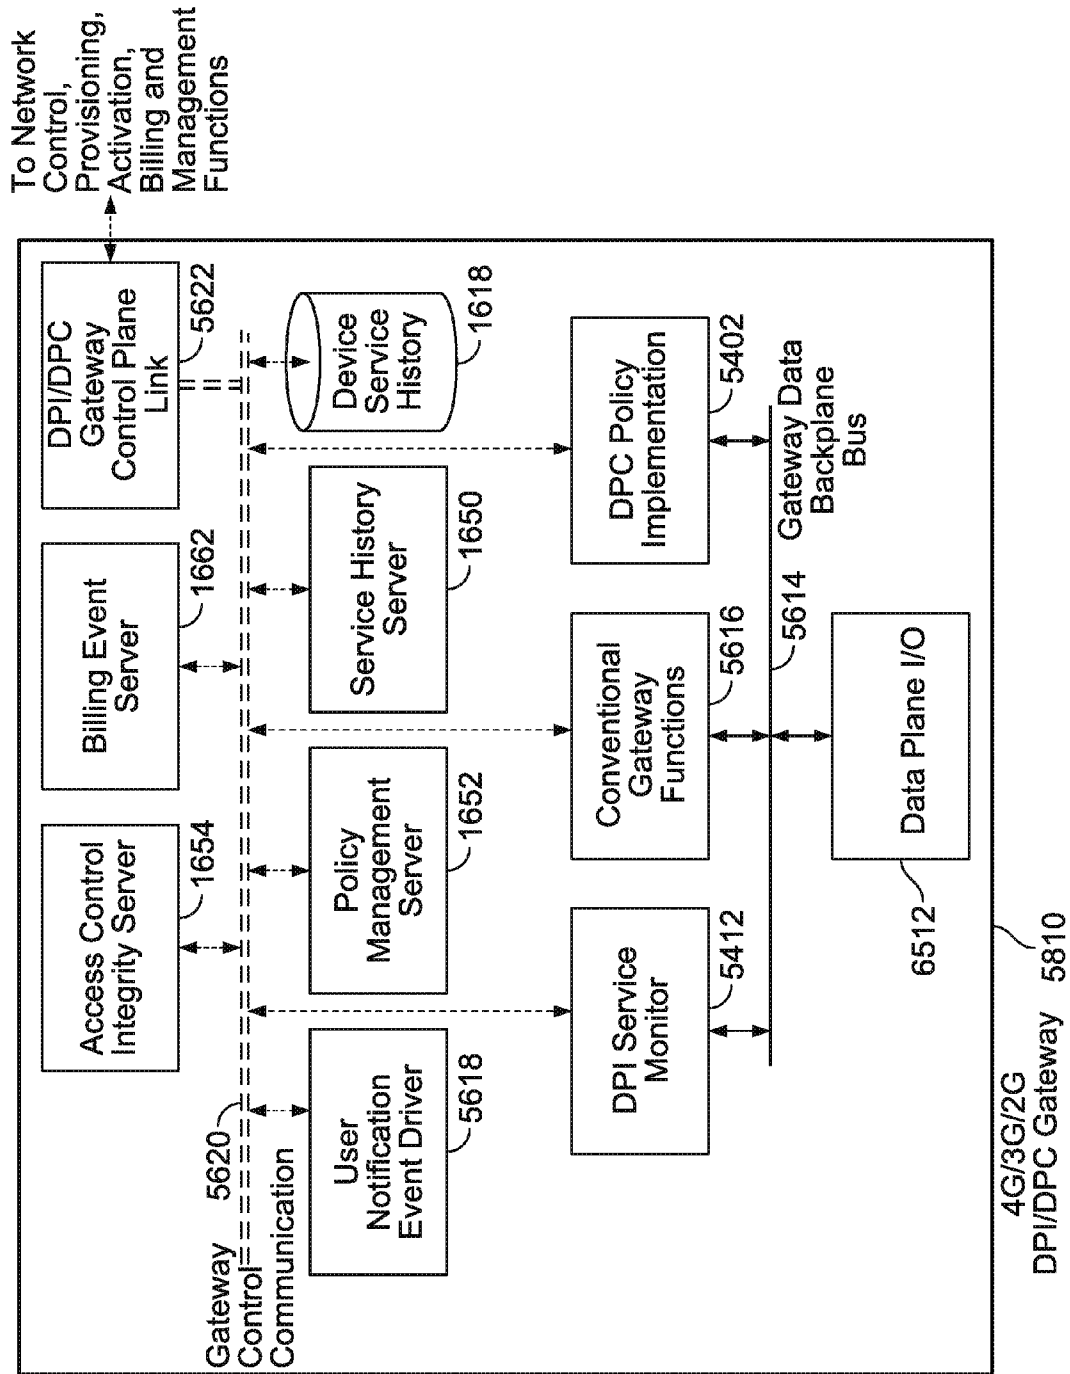 To Network
Control,
Provisioning,
Activation,
Billing and
Management
Functions
Access Control
Integrity Server
1654
Billing Event
Server
1662
DPI/DPC
Gateway
Control Plane
Link
5622
Gateway
Control
Communication
5620
User
Notification
Event Driver
5618
Policy
Management
Server
1652
Service History
Server
1650
Device
Service
History
1618
DPI Service
Monitor
5412
Conventional
Gateway
Functions
5616
DPC Policy
Implementation
5402
5614
Gateway Data
Backplane
Bus
Data Plane I/O
6512
4G/3G/2G
DPI/DPC Gateway
5810